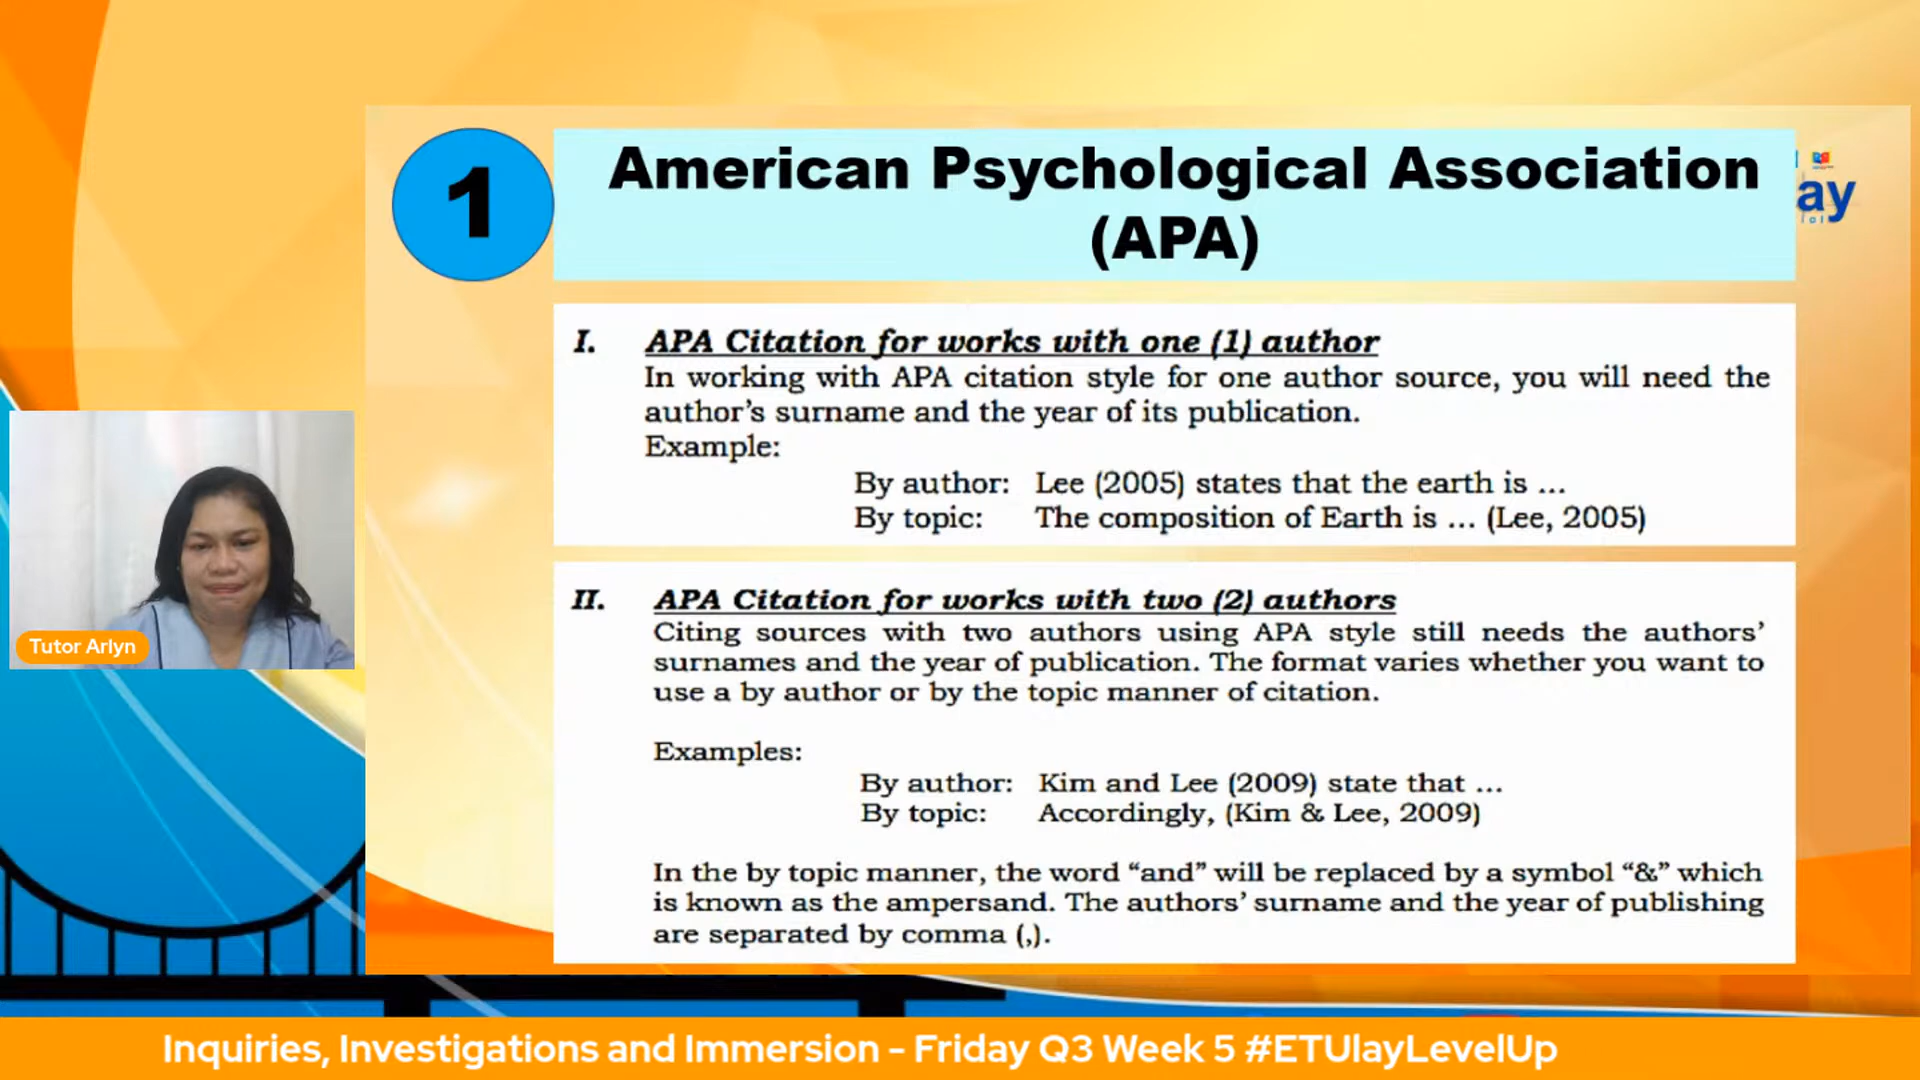 1
American Psychological Association
(APA)
ay
I. APA Citation for works with one (1) author
In working with APA citation style for one author source, you will need the
author’s surname and the year of its publication.
Example:
By author: Lee (2005) states that the earth is ...
By topic: The composition of Earth is ... (Lee, 2005)
II. APA Citation for works with two (2) authors
Citing sources with two authors using APA style still needs the authors’
surnames and the year of publication. The format varies whether you want to
use a by author or by the topic manner of citation.
Examples:
By author: Kim and Lee (2009) state that ...
By topic: Accordingly, (Kim & Lee, 2009)
In the by topic manner, the word “and” will be replaced by a symbol “&” which
is known as the ampersand. The authors’ surname and the year of publishing
are separated by comma (,).
Tutor Arlyn
Inquiries, Investigations and Immersion - Friday Q3 Week 5 #ETUlayLevelUp